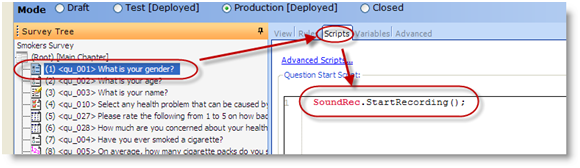 Mode Draft Test [Deployed] Production [Deployed] Closed
Survey Tree
Smokers Survey
(Root) [Main Chapter]
(1) <qu_001> What is your gender?
(2) <qu_002> What is your age?
(3) <qu_003> What is your name?
(4) <qu_010> Select any health problem that can be caused by
(5) <qu_027> Please rate the following from 1 to 5 on how bac
(6) <qu_028> How much are you concerned about your health
(7) <qu_004> Have you ever smoked a cigarette?
(8) <qu_005> On average, how many cigarette packs do you s
View Rules Scripts Variables Advanced
Advanced Scripts...
Question Start Script:
1 SoundRec.StartRecording();